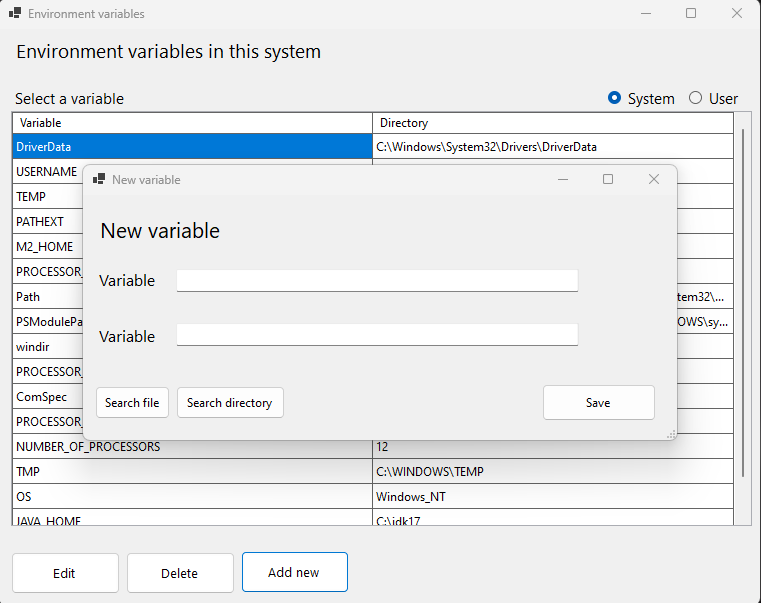 Environment variables
Environment variables in this system
Select a variable
System
User
Variable Directory
DriverData C:\Windows\System32\Drivers\DriverData
USERNAME
New variable
TEMP
PATHEXT
New variable
M2_HOME
PROCESSOR_
Variable
Path tem32\...
PSModulePa OWS\sy...
Variable
windir
PROCESSOR_
ComSpec
Search file
Search directory
Save
PROCESSOR_
NUMBER_OF_PROCESSORS 12
TMP C:\WINDOWS\TEMP
OS Windows_NT
JAVA_HOME C:\jdk17
Edit
Delete
Add new